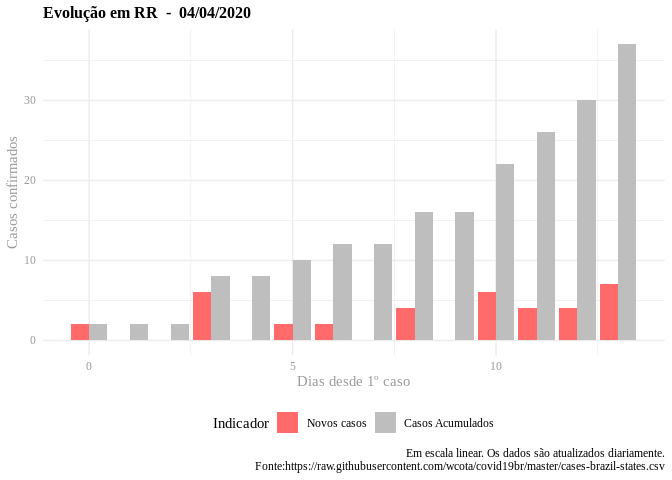 Evolução em RR - 04/04/2020
Casos confirmados
30
20
10
0
0 5 10
Dias desde 1º caso
Indicador Novos casos Casos Acumulados
Em escala linear. Os dados são atualizados diariamente.
Fonte:https://raw.githubusercontent.com/wcota/covid19br/master/cases-brazil-states.csv